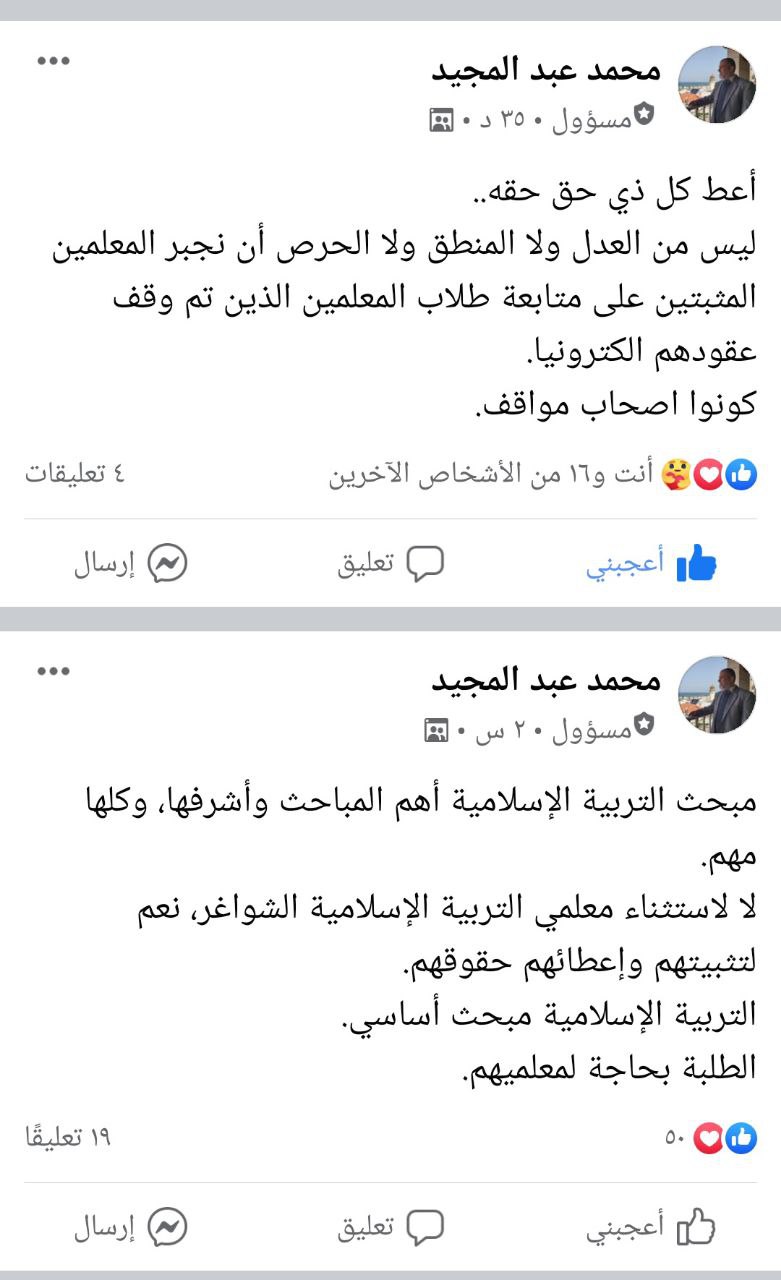 محمد عبد المجيد
مسؤول • ٣٥ د •
أعط كل ذي حق حقه..
ليس من العدل ولا المنطق ولا الحرص أن نجبر المعلمين
المثبتين على متابعة طلاب المعلمين الذين تم وقف
عقودهم الكترونيا.
كونوا اصحاب مواقف.
أنت و١٦ من الأشخاص الآخرين
٤ تعليقات
أعجبني
تعليق
إرسال
محمد عبد المجيد
مسؤول • ٢ س •
مبحث التربية الإسلامية أهم المباحث وأشرفها، وكلها
مهم.
لا لاستثناء معلمي التربية الإسلامية الشواغر، نعم
لتثبيتهم وإعطائهم حقوقهم.
التربية الإسلامية مبحث أساسي.
الطلبة بحاجة لمعلميهم.
٥٠
١٩ تعليقًا
أعجبني
تعليق
إرسال